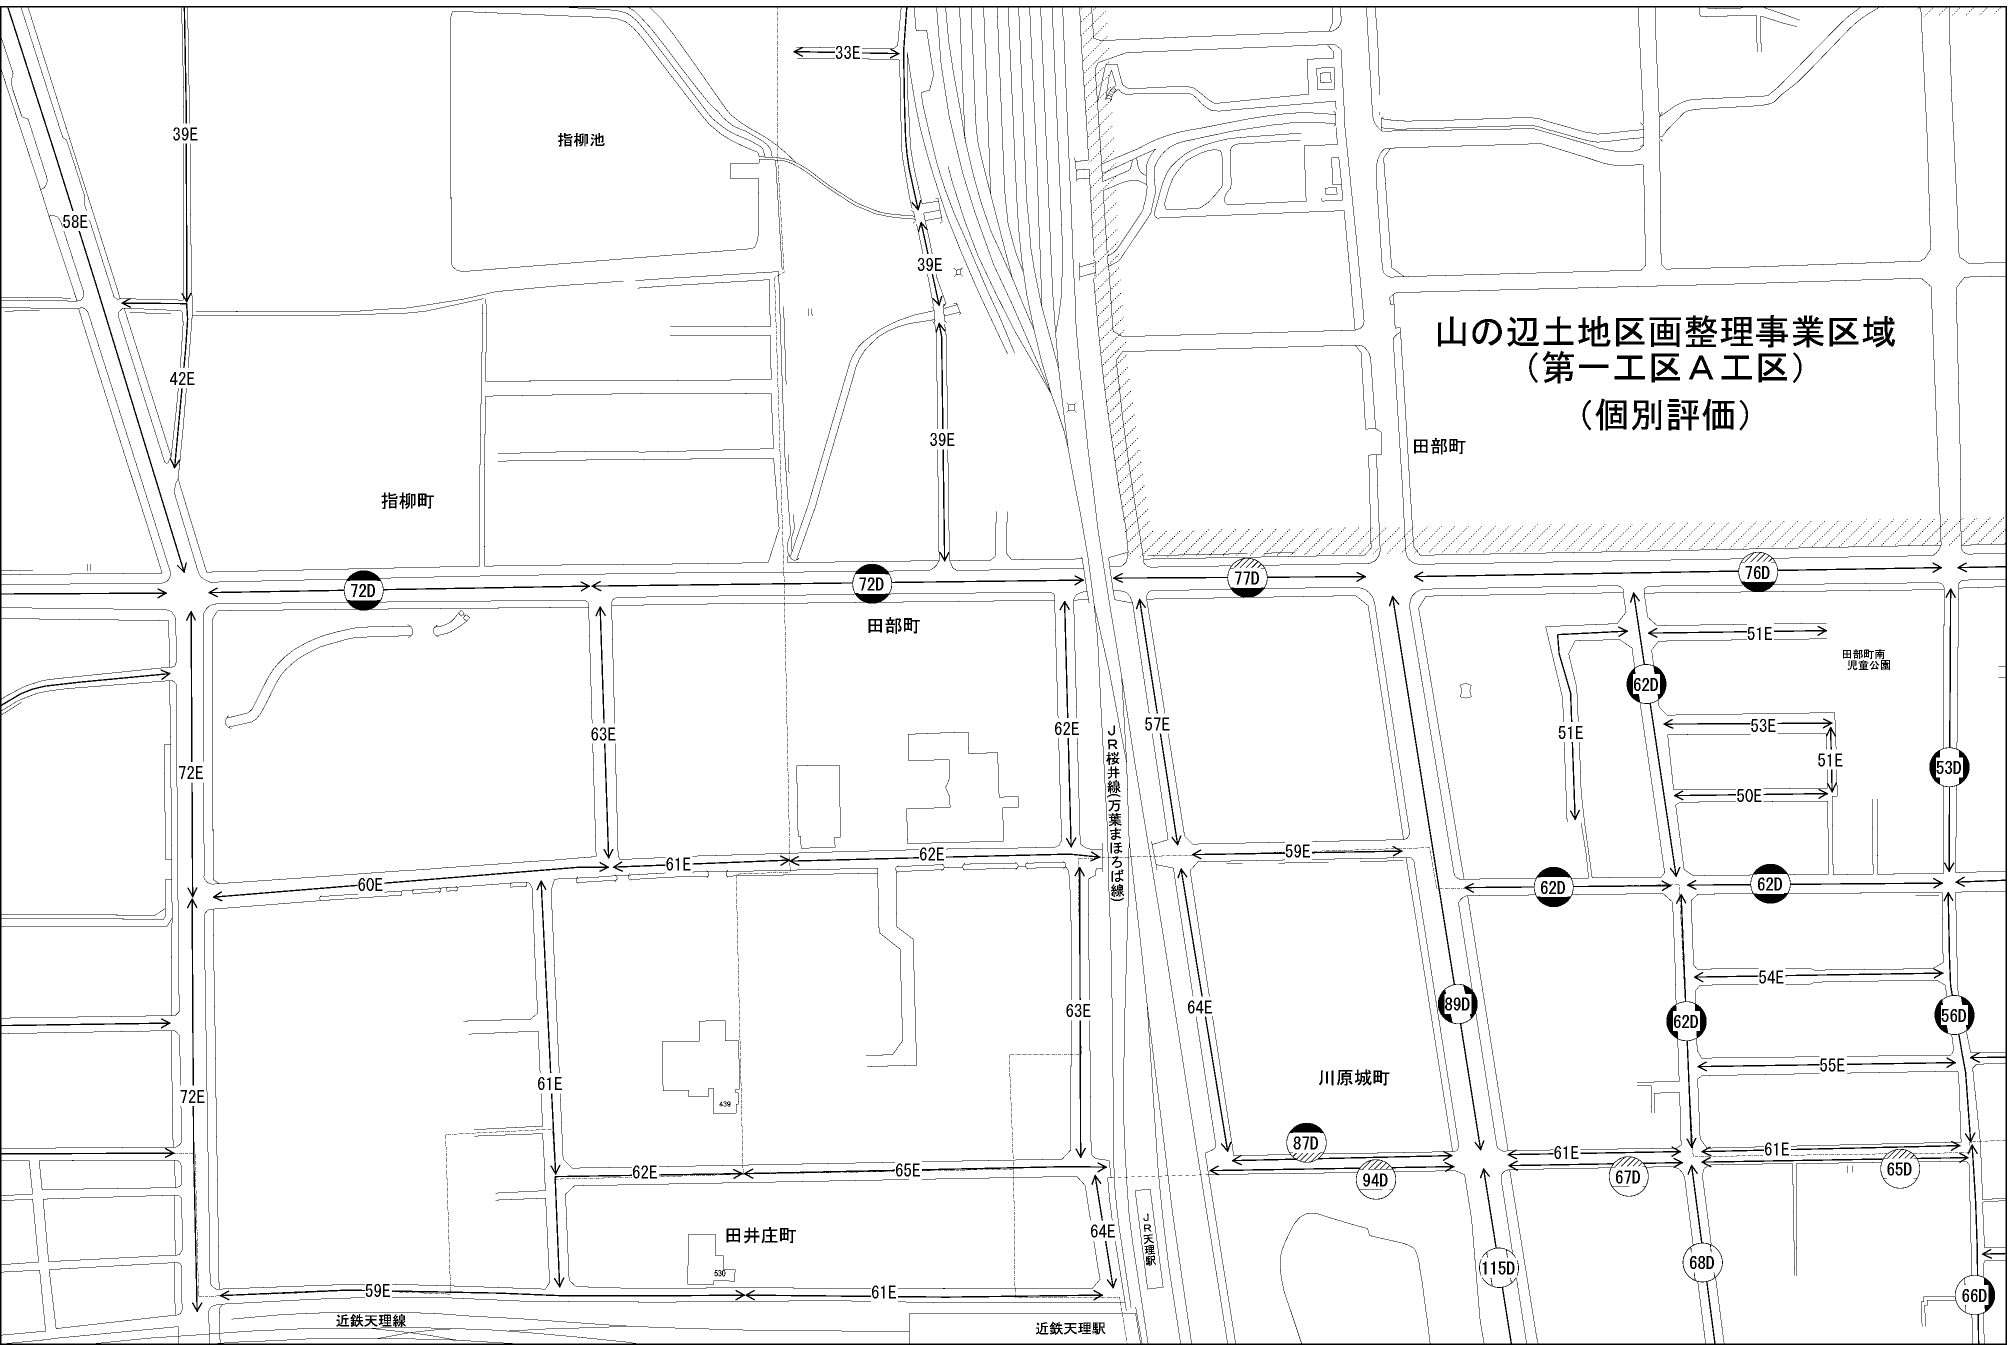 33E
39E
指柳池
58E
39E
山の辺土地区画整理事業区域
（第一工区Ａ工区）
（個別評価）
42E
39E
田部町
指柳町
77D
76D
72D
72D
田部町
51E
田部町南
児童公園
62D
63E
62E
57E
51E
53E
51E
53D
72E
50E
JR桜井線(万葉まほろば線)
61E
62E
59E
60E
62D
62D
54E
63E
64E
89D
62D
56D
55E
川原城町
61E
72E
439
87D
61E
61E
62E
65E
94D
67D
65D
田井庄町
64E
JR天理駅
530
115D
68D
66D
59E
61E
近鉄天理線
近鉄天理駅